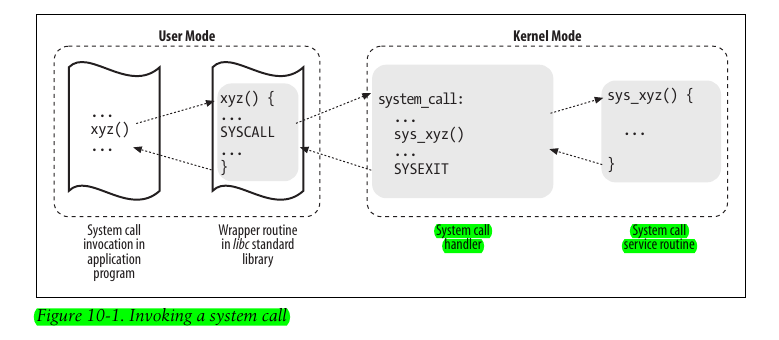 User Mode
Kernel Mode
...
xyz()
...
xyz() {
...
SYSCALL
...
}
system_call:
...
sys_xyz()
...
SYSEXIT
sys_xyz() {
...
}
System call
invocation in
application
program
Wrapper routine
in libc standard
library
System call
handler
System call
service routine
Figure 10-1. Invoking a system call